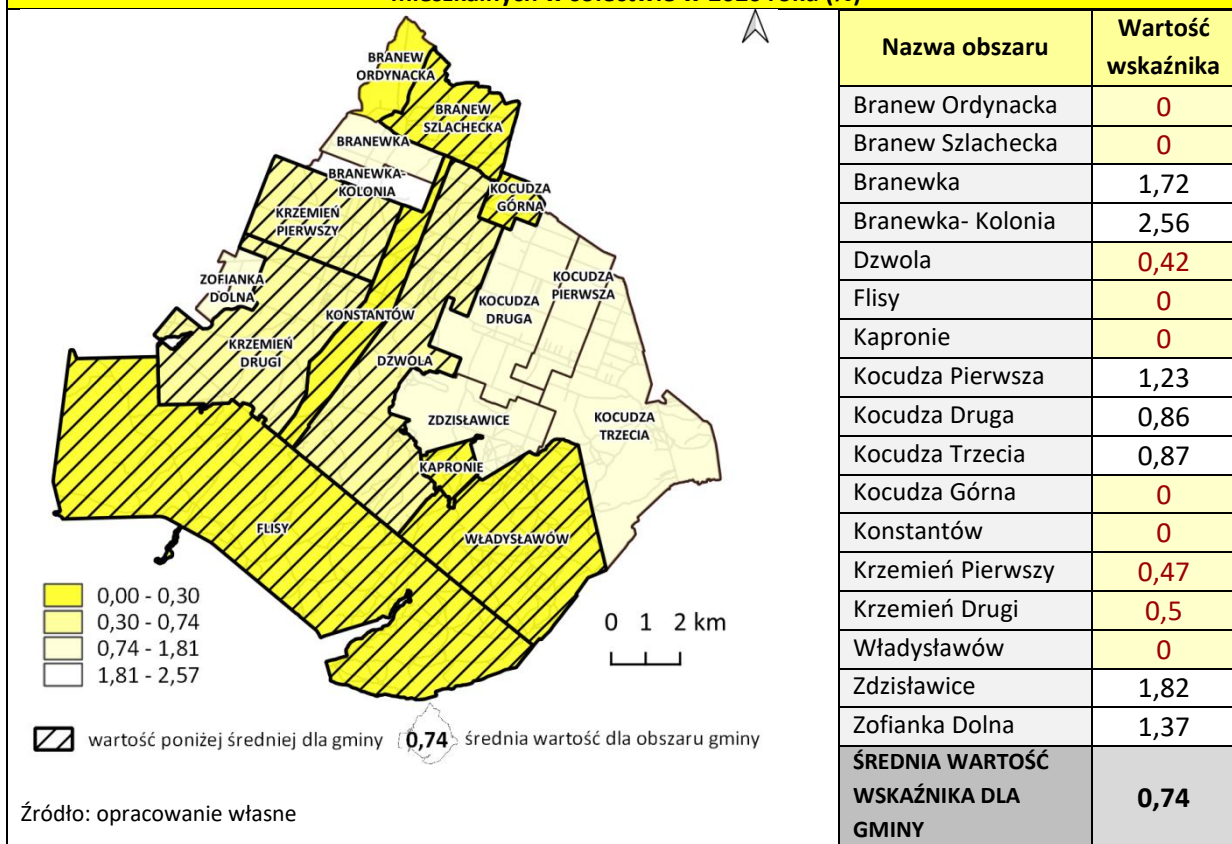 BRANEW
ORDYNACKA
BRANEW
SZLACHECKA
BRANEWKA
BRANEWKA-
KOLONIA
KOCUDZA
GÓRNA
KRZEMIEŃ
PIERWSZY
ZOFIANKA
DOLNA
KOCUDZA
PIERWSZA
KOCUDZA
DRUGA
KONSTANTÓW
KRZEMIEŃ
DRUGI
DZWOLA
ZDZISŁAWICE
KOCUDZA
TRZECIA
KAPRONIE
FLISY
WŁADYSŁAWÓW
0,00 - 0,30
0,30 - 0,74
0,74 - 1,81
1,81 - 2,57
0 1 2 km
wartość poniżej średniej dla gminy 0,74 średnia wartość dla obszaru gminy
Źródło: opracowanie własne
Nazwa obszaru Wartość
wskaźnika
Branew Ordynacka 0
Branew Szlachecka 0
Branewka 1,72
Branewka- Kolonia 2,56
Dzwola 0,42
Flisy 0
Kapronie 0
Kocudza Pierwsza 1,23
Kocudza Druga 0,86
Kocudza Trzecia 0,87
Kocudza Górna 0
Konstantów 0
Krzemień Pierwszy 0,47
Krzemień Drugi 0,5
Władysławów 0
Zdzisławice 1,82
Zofianka Dolna 1,37
ŚREDNIA WARTOŚĆ
WSKAŹNIKA DLA 0,74
GMINY